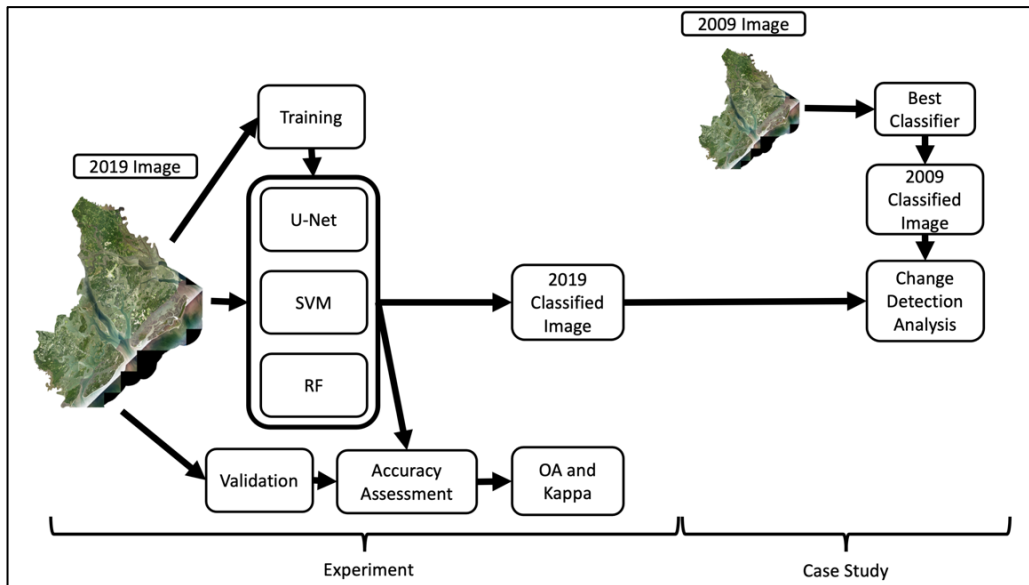 2009 Image
2019 Image
Training
U-Net
SVM
RF
Validation
Accuracy
Assessment
OA and
Kappa
2019
Classified
Image
Best
Classifier
2009
Classified
Image
Change
Detection
Analysis
Experiment
Case Study